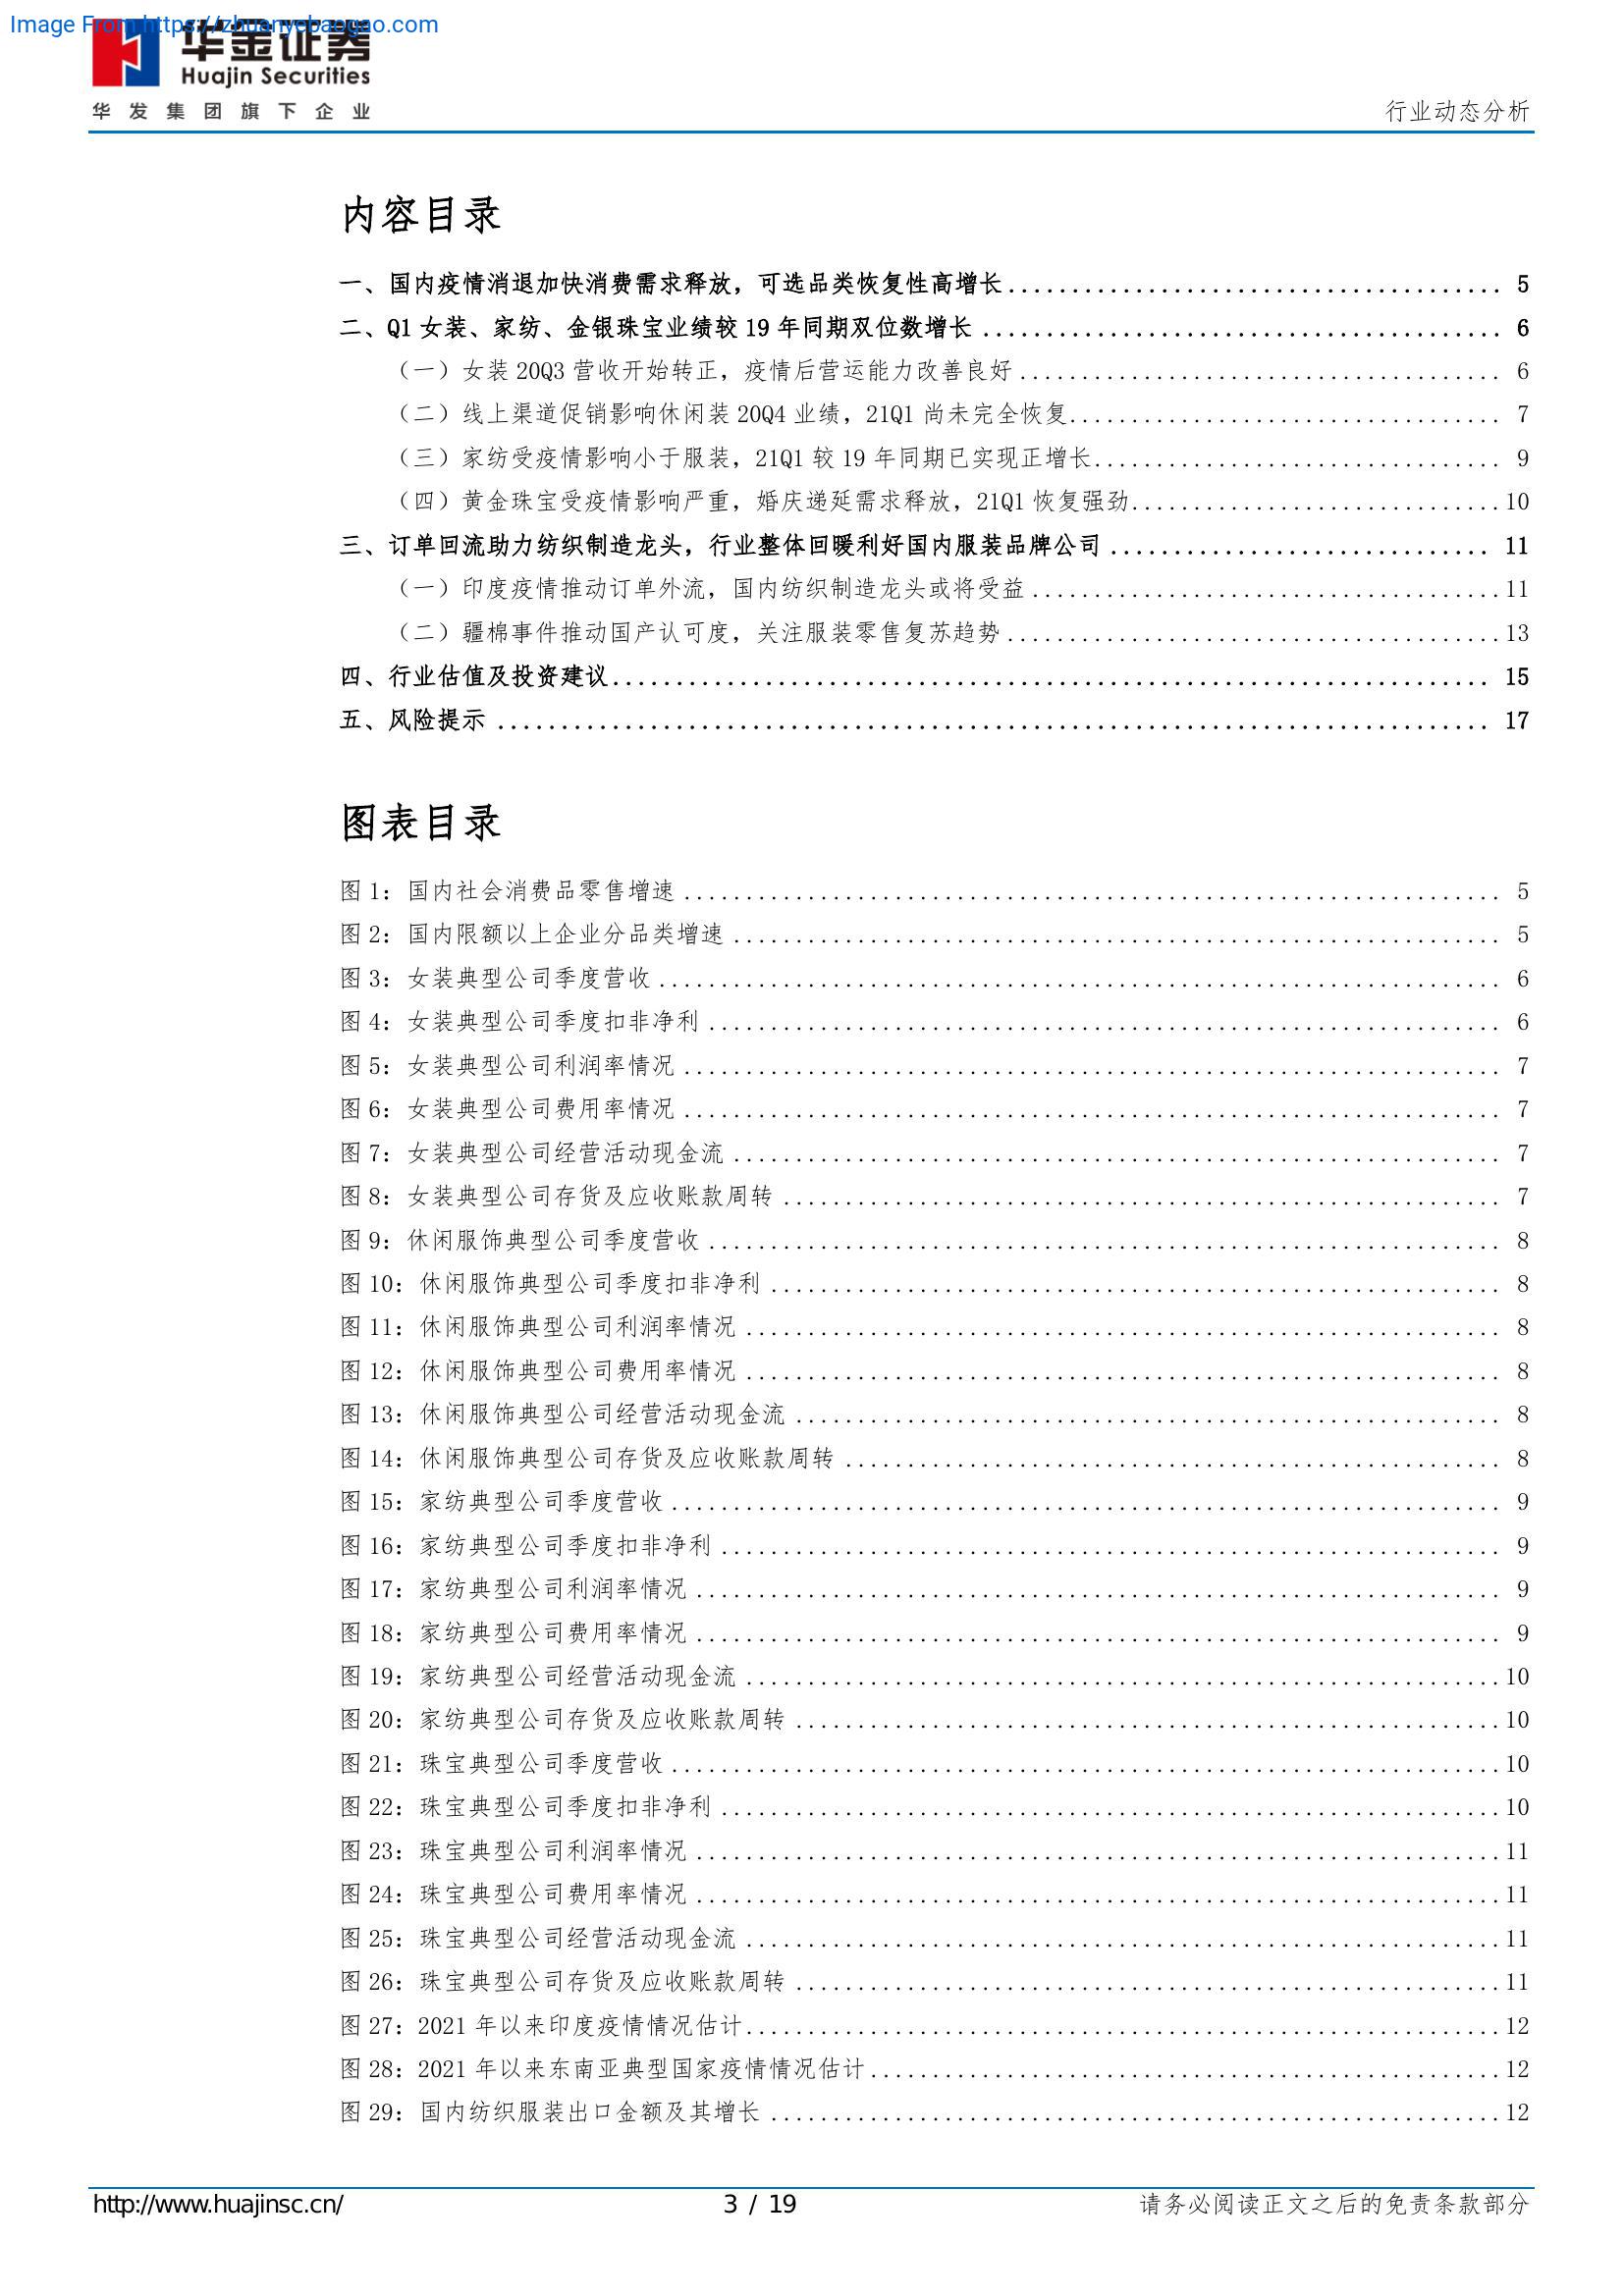 Image From https://zhuanyebaogao.com
华金证券
Huajin Securities
华发集团旗下企业
行业动态分析
内容目录
一、国内疫情消退加快消费需求释放，可选品类恢复性高增长 5
二、Q1 女装、家纺、金银珠宝业绩较 19 年同期双位数增长 6
（一）女装 20Q3 营收开始转正，疫情后营运能力改善良好 6
（二）线上渠道促销影响休闲装 20Q4 业绩，21Q1 尚未完全恢复 7
（三）家纺受疫情影响小于服装，21Q1 较 19 年同期已实现正增长 9
（四）黄金珠宝受疫情影响严重，婚庆递延需求释放，21Q1 恢复强劲 10
三、订单回流助力纺织制造龙头，行业整体回暖利好国内服装品牌公司 11
（一）印度疫情推动订单外流，国内纺织制造龙头或将受益 11
（二）疆棉事件推动国产认可度，关注服装零售复苏趋势 13
四、行业估值及投资建议 15
五、风险提示 17
图表目录
图 1：国内社会消费品零售增速 5
图 2：国内限额以上企业分品类增速 5
图 3：女装典型公司季度营收 6
图 4：女装典型公司季度扣非净利 6
图 5：女装典型公司利润率情况 7
图 6：女装典型公司费用率情况 7
图 7：女装典型公司经营活动现金流 7
图 8：女装典型公司存货及应收账款周转 7
图 9：休闲服饰典型公司季度营收 8
图 10：休闲服饰典型公司季度扣非净利 8
图 11：休闲服饰典型公司利润率情况 8
图 12：休闲服饰典型公司费用率情况 8
图 13：休闲服饰典型公司经营活动现金流 8
图 14：休闲服饰典型公司存货及应收账款周转 8
图 15：家纺典型公司季度营收 9
图 16：家纺典型公司季度扣非净利 9
图 17：家纺典型公司利润率情况 9
图 18：家纺典型公司费用率情况 9
图 19：家纺典型公司经营活动现金流 10
图 20：家纺典型公司存货及应收账款周转 10
图 21：珠宝典型公司季度营收 10
图 22：珠宝典型公司季度扣非净利 10
图 23：珠宝典型公司利润率情况 11
图 24：珠宝典型公司费用率情况 11
图 25：珠宝典型公司经营活动现金流 11
图 26：珠宝典型公司存货及应收账款周转 11
图 27：2021 年以来印度疫情情况估计 12
图 28：2021 年以来东南亚典型国家疫情情况估计 12
图 29：国内纺织服装出口金额及其增长 12
http://www.huajinsc.cn/ 3 / 19 请务必阅读正文之后的免责条款部分